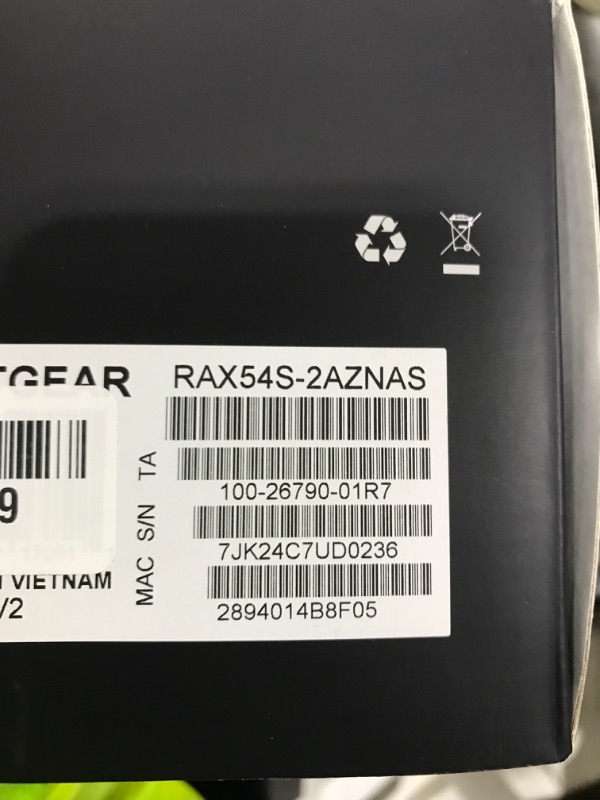 TGEAR RAX54S-2AZNAS
TA
100-26790-01R7
9
S/N
7JK24C7UD0236
VIETNAM
MAC
/2
2894014B8F05